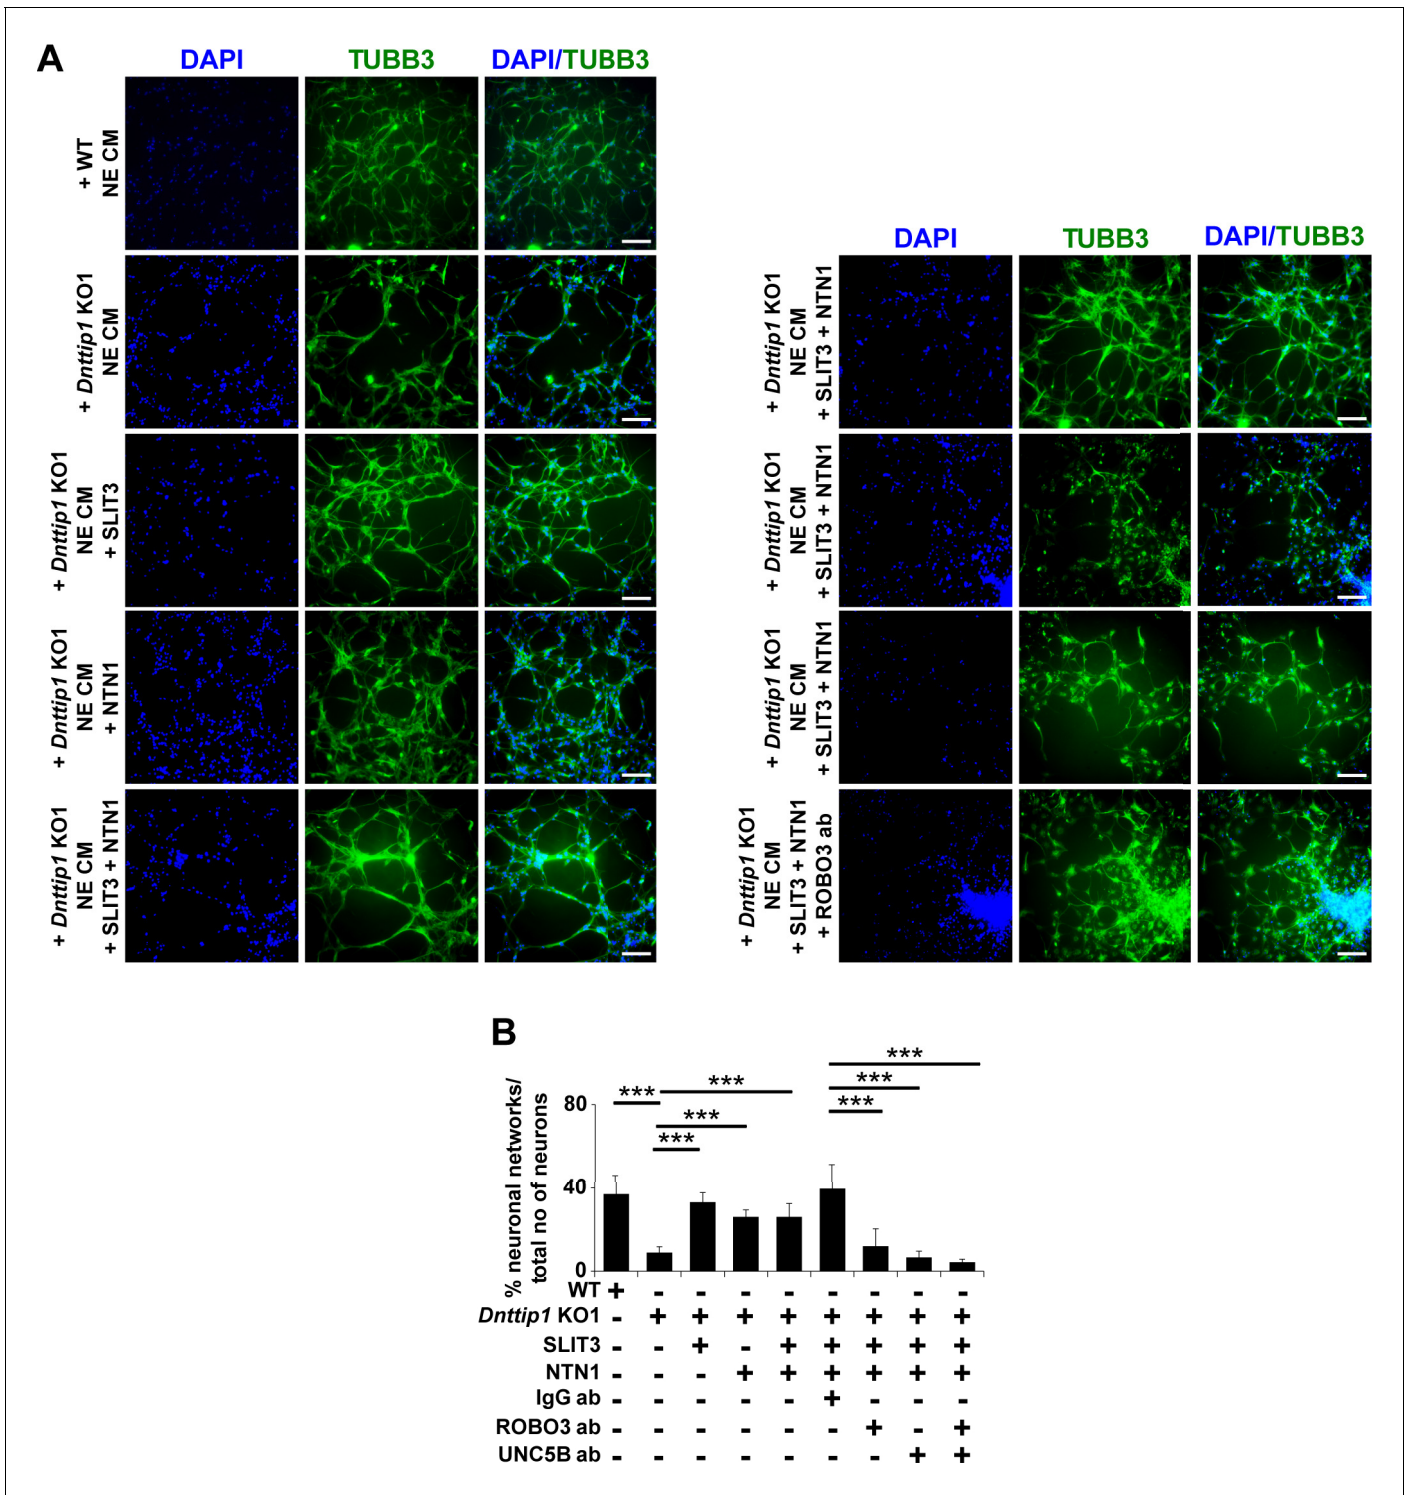 A
DAPI
TUBB3
DAPI/TUBB3
+ WT
NE CM
+ Dnttip1 KO1
NE CM
+ Dnttip1 KO1
NE CM
+ SLIT3
+ Dnttip1 KO1
NE CM
+ NTN1
+ Dnttip1 KO1
NE CM
+ SLIT3 + NTN1
DAPI
TUBB3
DAPI/TUBB3
+ Dnttip1 KO1
NE CM
+ SLIT3 + NTN1
+ Dnttip1 KO1
NE CM
+ SLIT3 + NTN1
+ Dnttip1 KO1
NE CM
+ SLIT3 + NTN1
+ Dnttip1 KO1
NE CM
+ SLIT3 + NTN1
+ ROBO3 ab
B
% neuronal networks/
total no of neurons
80
40
0
*** *** *** *** *** *** ***
WT + - - - - - - - -
Dnttip1 KO1 - + + + + + + + +
SLIT3 - - + - + + + + +
NTN1 - - - + + + + + +
IgG ab - - - - - + - - -
ROBO3 ab - - - - - - + - +
UNC5B ab - - - - - - - + +